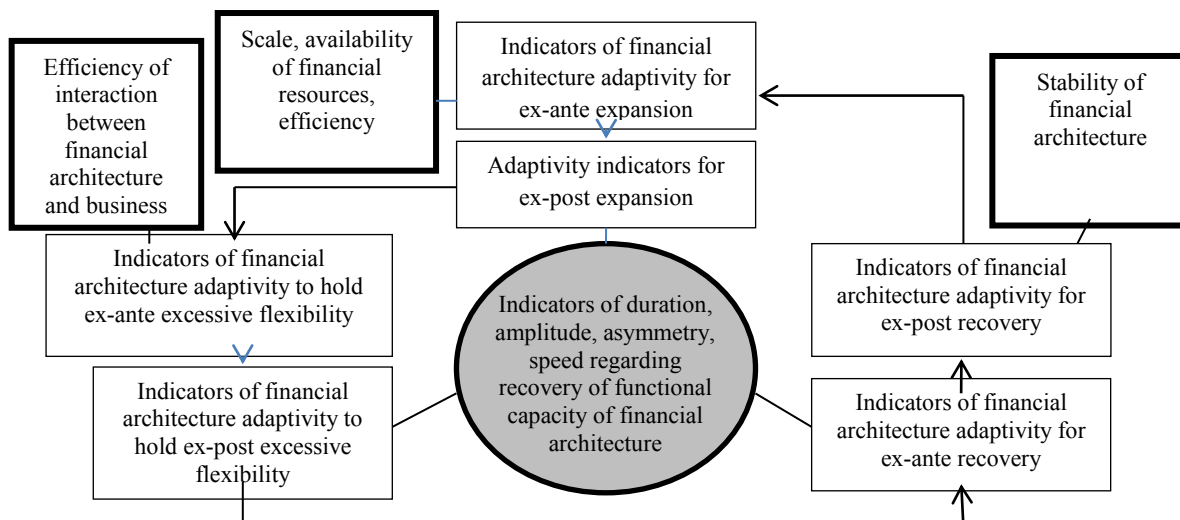 Efficiency of
interaction
between
financial
architecture
and business
Scale, availability
of financial
resources,
efficiency
Indicators of financial
architecture adaptivity for
ex-ante expansion
Stability of
financial
architecture
Adaptivity indicators for
ex-post expansion
Indicators of financial
architecture adaptivity to hold
ex-ante excessive flexibility
Indicators of duration,
amplitude, asymmetry,
speed regarding
recovery of functional
capacity of financial
architecture
Indicators of financial
architecture adaptivity for
ex-post recovery
Indicators of financial
architecture adaptivity to
hold ex-post excessive
flexibility
Indicators of financial
architecture adaptivity for
ex-ante recovery